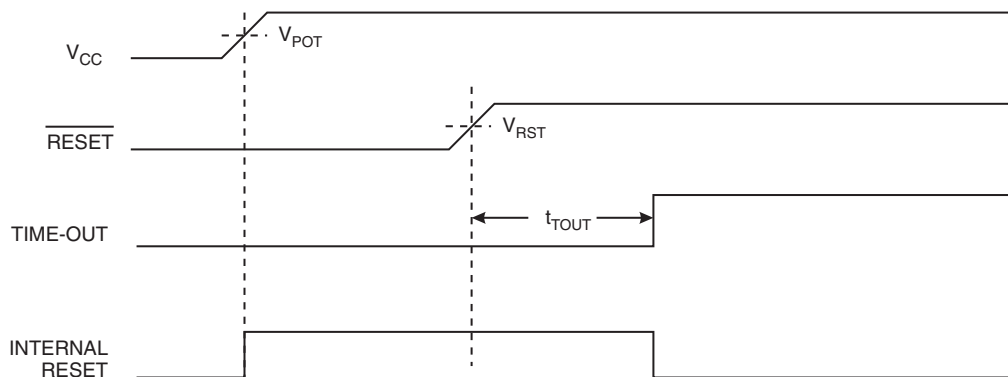 V_POT
V_CC
RESET
V_RST
t_TOUT
TIME-OUT
INTERNAL
RESET